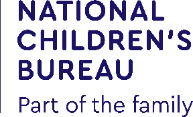 NATIONAL
CHILDREN'S
BUREAU
Part of the family